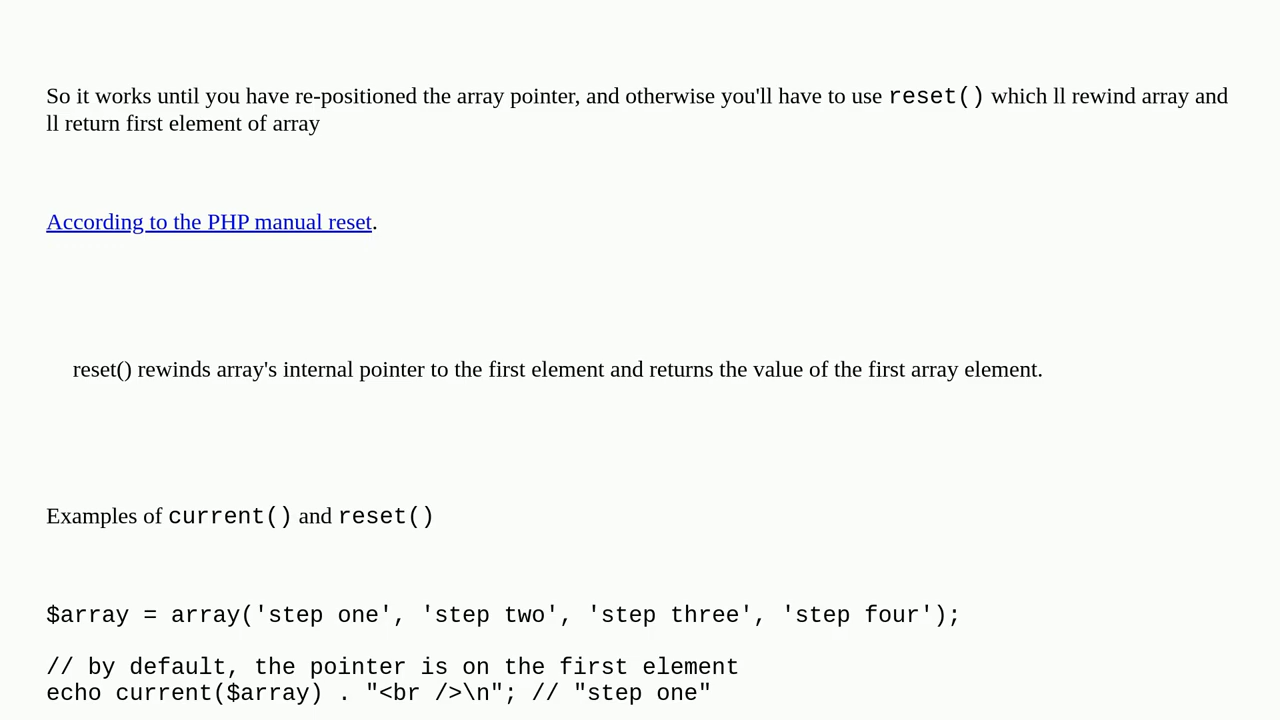 So it works until you have re-positioned the array pointer, and otherwise you'll have to use reset() which ll rewind array and
ll return first element of array
According to the PHP manual reset.
reset() rewinds array's internal pointer to the first element and returns the value of the first array element.
Examples of current() and reset()
$array = array('step one', 'step two', 'step three', 'step four');
// by default, the pointer is on the first element
echo current($array) . "<br />\n"; // "step one"